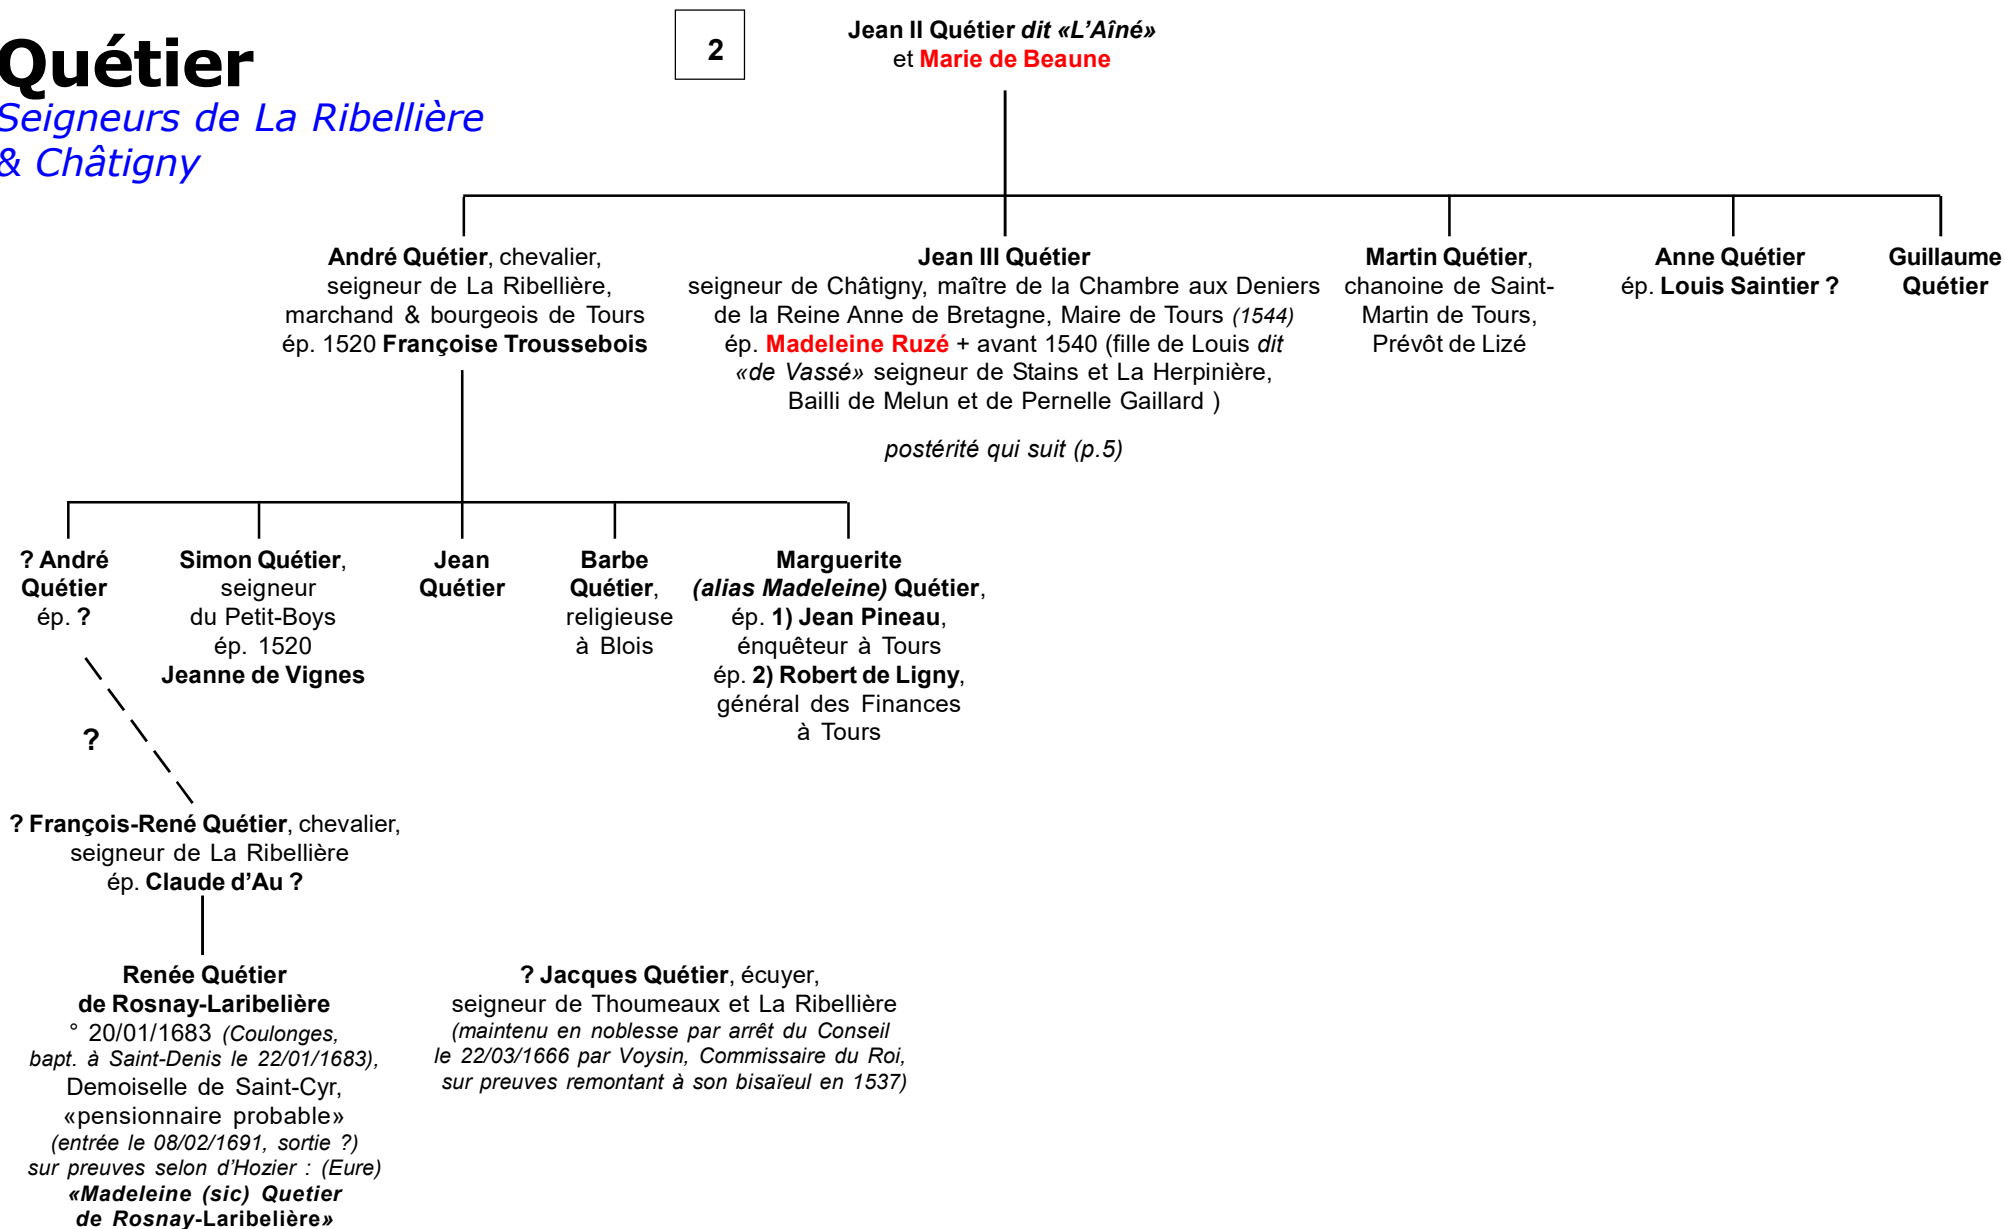 Quétier
Seigneurs de La Ribellière
& Châtigny
2
Jean II Quétier dit «L'Aîné»
et Marie de Beaune
André Quétier, chevalier,
seigneur de La Ribellière,
marchand & bourgeois de Tours
ép. 1520 Françoise Troussebois
Jean III Quétier
seigneur de Châtigny, maître de la Chambre aux Deniers
de la Reine Anne de Bretagne, Maire de Tours (1544)
ép. Madeleine Ruzé + avant 1540 (fille de Louis dit
«de Vassé» seigneur de Stains et La Herpinière,
Bailli de Melun et de Pernelle Gaillard )
postérité qui suit (p.5)
Martin Quétier,
chanoine de Saint-
Martin de Tours,
Prévôt de Lizé
Anne Quétier
ép. Louis Saintier ?
Guillaume
Quétier
? André
Quétier
ép. ?
Simon Quétier,
seigneur
du Petit-Boys
ép. 1520
Jeanne de Vignes
Jean
Quétier
Barbe
Quétier,
religieuse
à Blois
Marguerite
(alias Madeleine) Quétier,
ép. 1) Jean Pineau,
énquêteur à Tours
ép. 2) Robert de Ligny,
général des Finances
à Tours
?
? François-René Quétier, chevalier,
seigneur de La Ribellière
ép. Claude d'Au ?
Renée Quétier
de Rosnay-Laribelière
° 20/01/1683 (Coulonges,
bapt. à Saint-Denis le 22/01/1683),
Demoiselle de Saint-Cyr,
«pensionnaire probable»
(entrée le 08/02/1691, sortie ?)
sur preuves selon d'Hozier : (Eure)
«Madeleine (sic) Quetier
de Rosnay-Laribelière»
? Jacques Quétier, écuyer,
seigneur de Thoumeaux et La Ribellière
(maintenu en noblesse par arrêt du Conseil
le 22/03/1666 par Voysin, Commissaire du Roi,
sur preuves remontant à son bisaïeul en 1537)